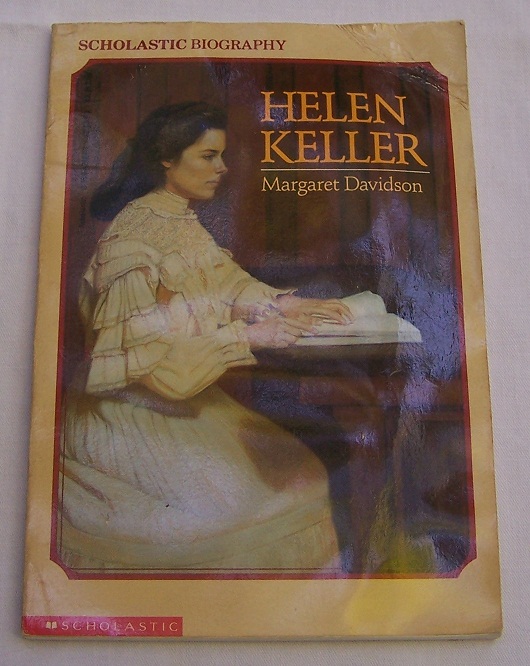 SCHOLASTIC BIOGRAPHY
HELEN
KELLER
Margaret Davidson
SCHOLASTIC